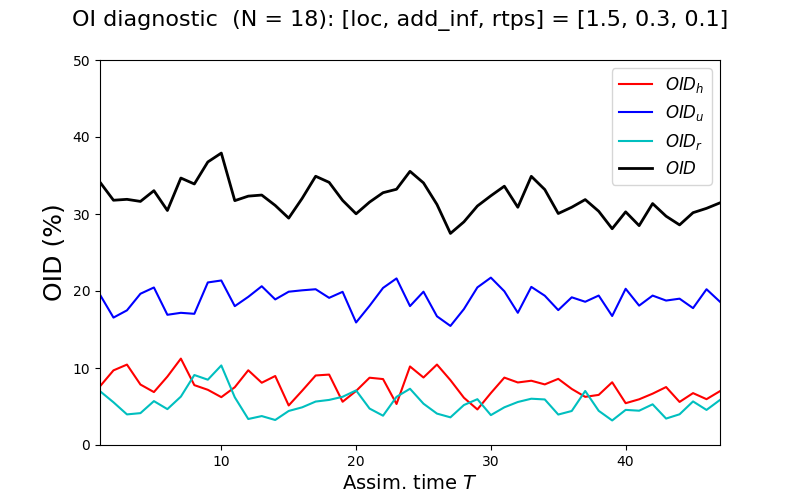 OI diagnostic  (N = 18): [loc, add_inf, rtps] = [1.5, 0.3, 0.1]
50
40
30
20
10
0
OID (%)
10
20
30
40
Assim. time T
OID_h
OID_u
OID_r
OID